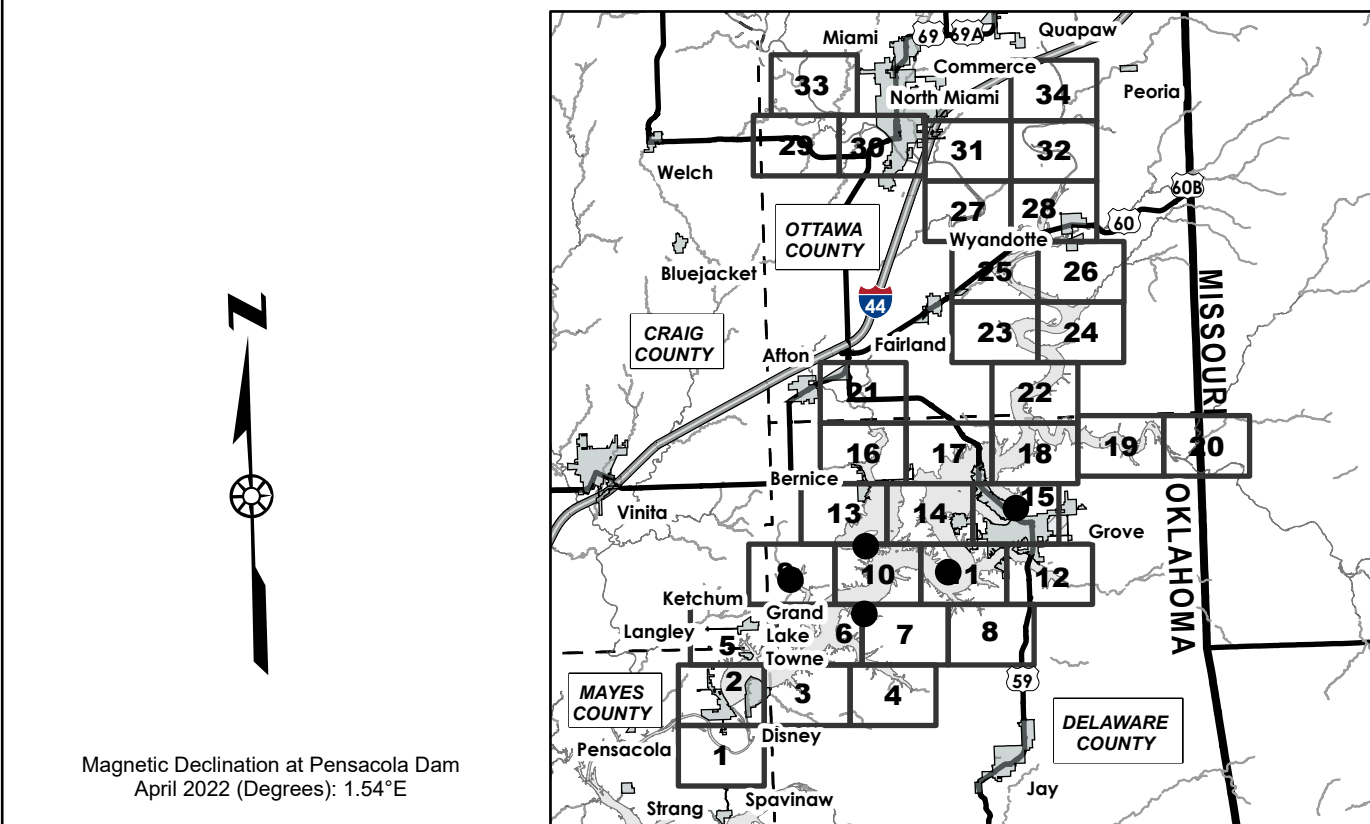 N
Magnetic Declination at Pensacola Dam
April 2022 (Degrees): 1.54°E
Miami
69
69A
Quapaw
Commerce
33
North Miami
34
Peoria
29
30
31
32
Welch
60B
27
28
60
OTTAWA
COUNTY
Wyandotte
Bluejacket
25
26
MISSOURI
44
CRAIG
COUNTY
23
24
Fairland
Afton
21
22
16
17
18
19
20
Bernice
Vinita
13
14
15
Grove
OKLAHOMA
10
11
12
Ketchum
Grand
Lake
Towne
Langley
5
6
7
8
2
3
4
59
MAYES
COUNTY
DELAWARE
COUNTY
Pensacola
Disney
1
Jay
Strang
Spavinaw